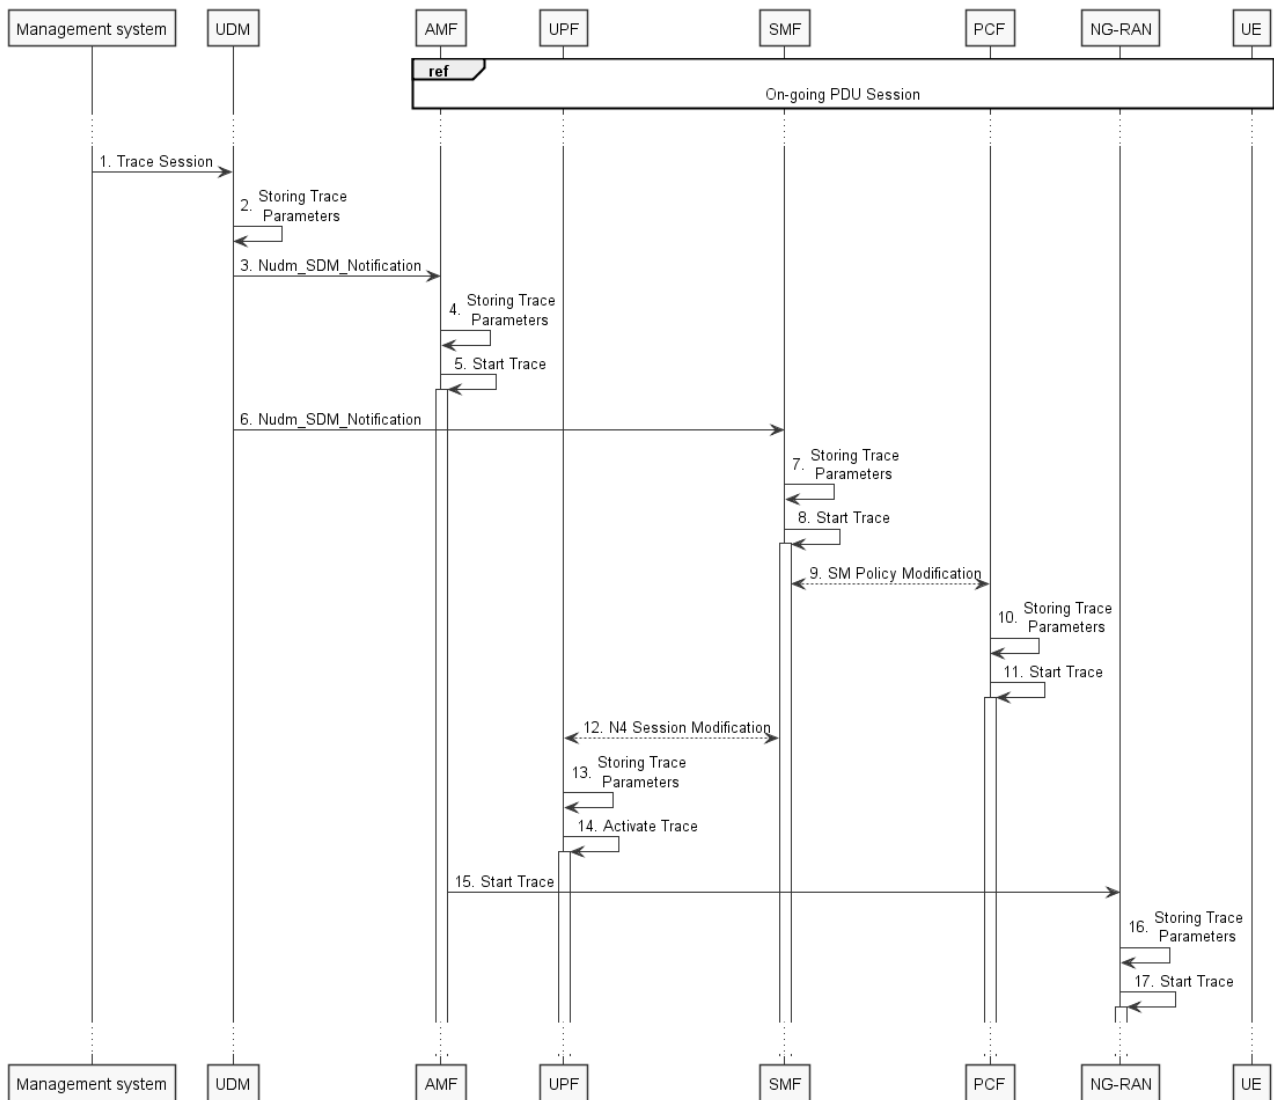 Management system
UDM
AMF
UPF
SMF
PCF
NG-RAN
UE
ref
On-going PDU Session
1. Trace Session
2. Storing Trace
Parameters
3. Nudm_SDM_Notification
4. Storing Trace
Parameters
5. Start Trace
6. Nudm_SDM_Notification
7. Storing Trace
Parameters
8. Start Trace
9. SM Policy Modification
10. Storing Trace
Parameters
11. Start Trace
12. N4 Session Modification
13. Storing Trace
Parameters
14. Activate Trace
15. Start Trace
16. Storing Trace
Parameters
17. Start Trace
Management system
UDM
AMF
UPF
SMF
PCF
NG-RAN
UE